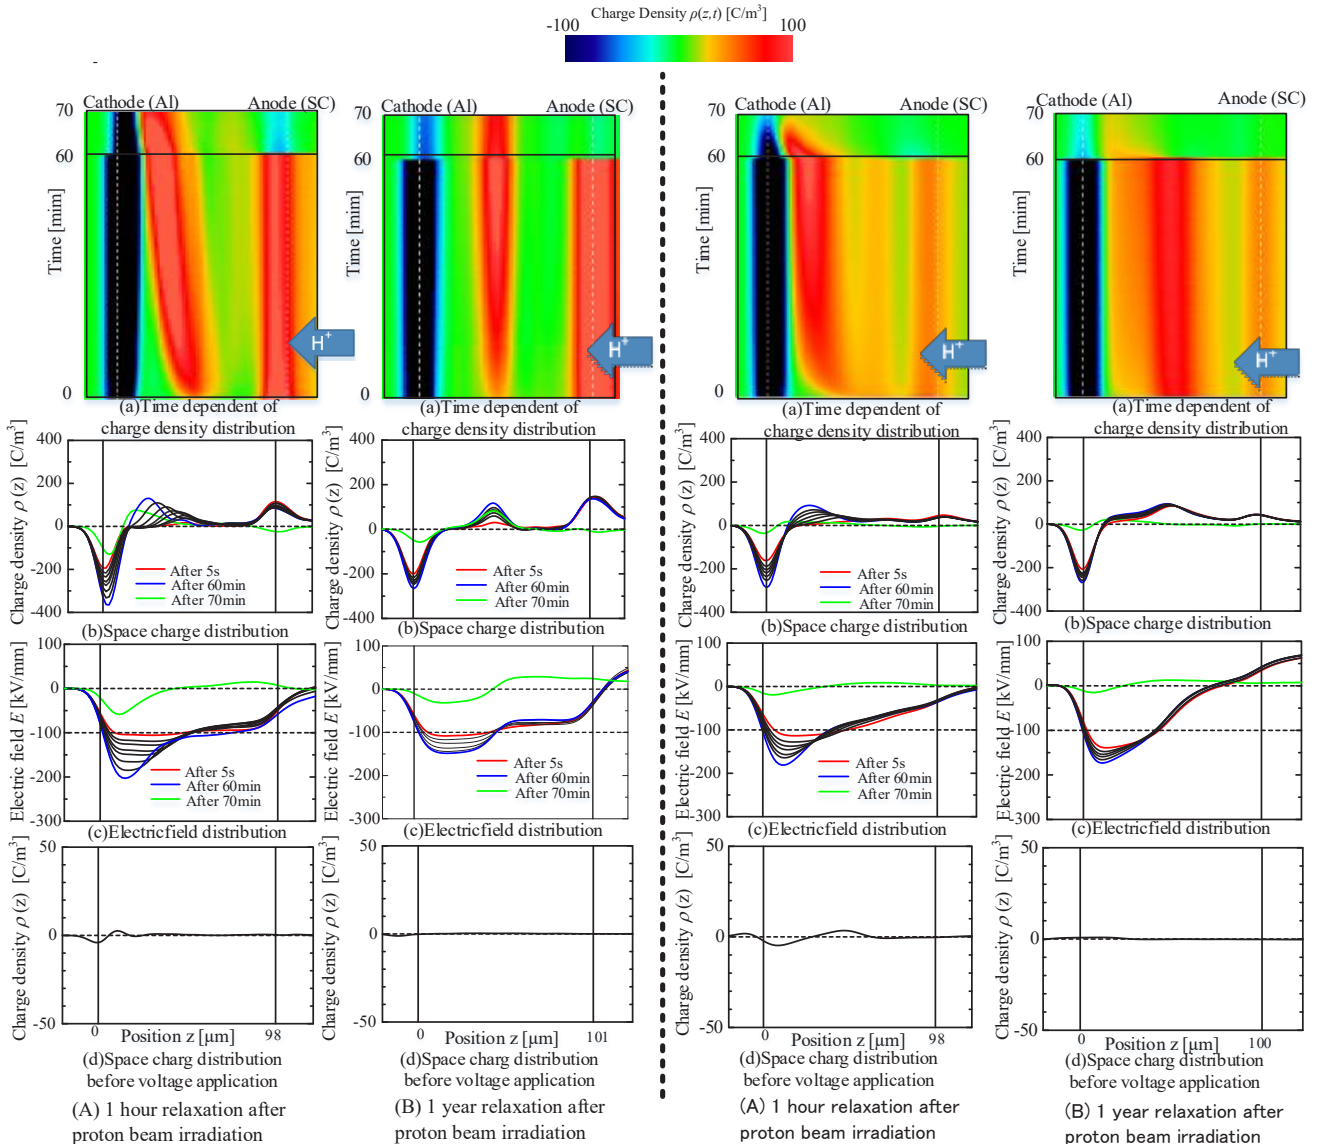 Charge Density ρ(z,t) [C/m³]
-100
100
Cathode (Al)
Anode (SC)
70
60
0
Time [mim]
H⁺
(a)Time dependent of
charge density distribution
Cathode (Al)
Anode (SC)
70
60
0
Time [mim]
H⁺
(a)Time dependent of
charge density distribution
Cathode (Al)
Anode (SC)
70
60
0
Time [mim]
H⁺
(a)Time dependent of
charge density distribution
Cathode (Al)
Anode (SC)
70
60
0
Time [mim]
H⁺
(a)Time dependent of
charge density distribution
Charge density ρ (z) [C/m³]
400
200
0
-200
-400
After 5s
After 60min
After 70min
(b)Space charge distribution
Charge density ρ (z) [C/m³]
400
200
0
-200
-400
After 5s
After 60min
After 70min
(b)Space charge distribution
Charge density ρ (z) [C/m³]
400
200
0
-200
-400
After 5s
After 60min
After 70min
(b)Space charge distribution
Charge density ρ (z) [C/m³]
400
200
0
-200
-400
(b)Space charge distribution
Electric field E [kV/mm]
100
0
-100
-200
-300
After 5s
After 60min
After 70min
(c)Electricfield distribution
Electric field E [kV/mm]
100
0
-100
-200
-300
After 5s
After 60min
After 70min
(c)Electricfield distribution
Electric field E [kV/mm]
100
0
-100
-200
-300
After 5s
After 60min
After 70min
(c)Electricfield distribution
Electric field E [kV/mm]
100
0
-100
-200
-300
(c)Electricfield distribution
Charge density ρ (z) [C/m³]
50
0
-50
0
Position z [μm]
98
(d)Space charg distribution
before voltage application
Charge density ρ (z) [C/m³]
50
0
-50
0
Position z [μm]
101
(d)Space charg distribution
before voltage application
Charge density ρ (z) [C/m³]
50
0
-50
0
Position z [μm]
98
(d)Space charg distribution
before voltage application
Charge density ρ (z) [C/m³]
50
0
-50
0
Position z [μm]
100
(d)Space charg distribution
before voltage application
(A) 1 hour relaxation after
proton beam irradiation
(B) 1 year relaxation after
proton beam irradiation
(A) 1 hour relaxation after
proton beam irradiation
(B) 1 year relaxation after
proton beam irradiation